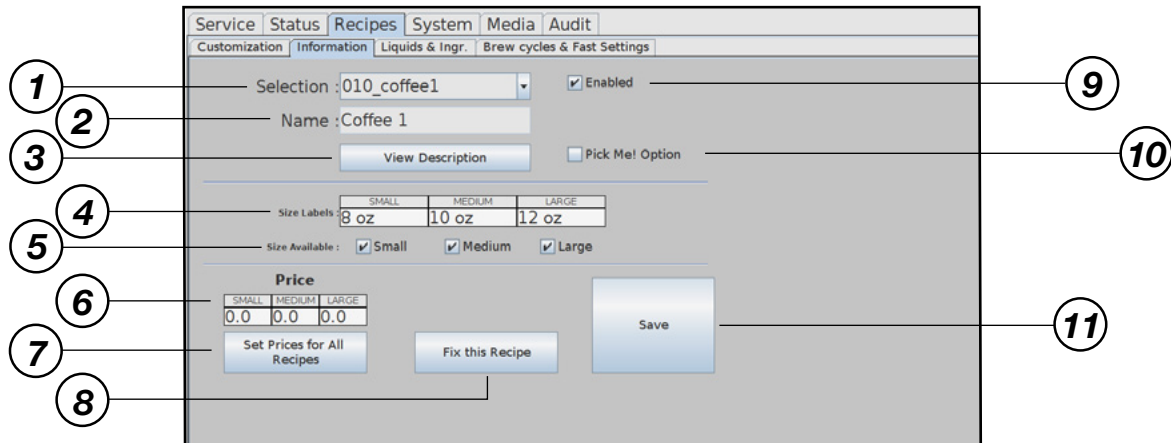 Service Status Recipes System Media Audit
Customization Information Liquids & Ingr. Brew cycles & Fast Settings
1 Selection : 010_coffee1 Enabled 9
2 Name : Coffee 1
3 View Description Pick Me! Option 10
SMALL MEDIUM LARGE
4 Size Labels : 8 oz 10 oz 12 oz
5 Size Available : Small Medium Large
Price
6 SMALL MEDIUM LARGE
0.0 0.0 0.0
7 Set Prices for All
Recipes
Fix this Recipe
Save 11
8